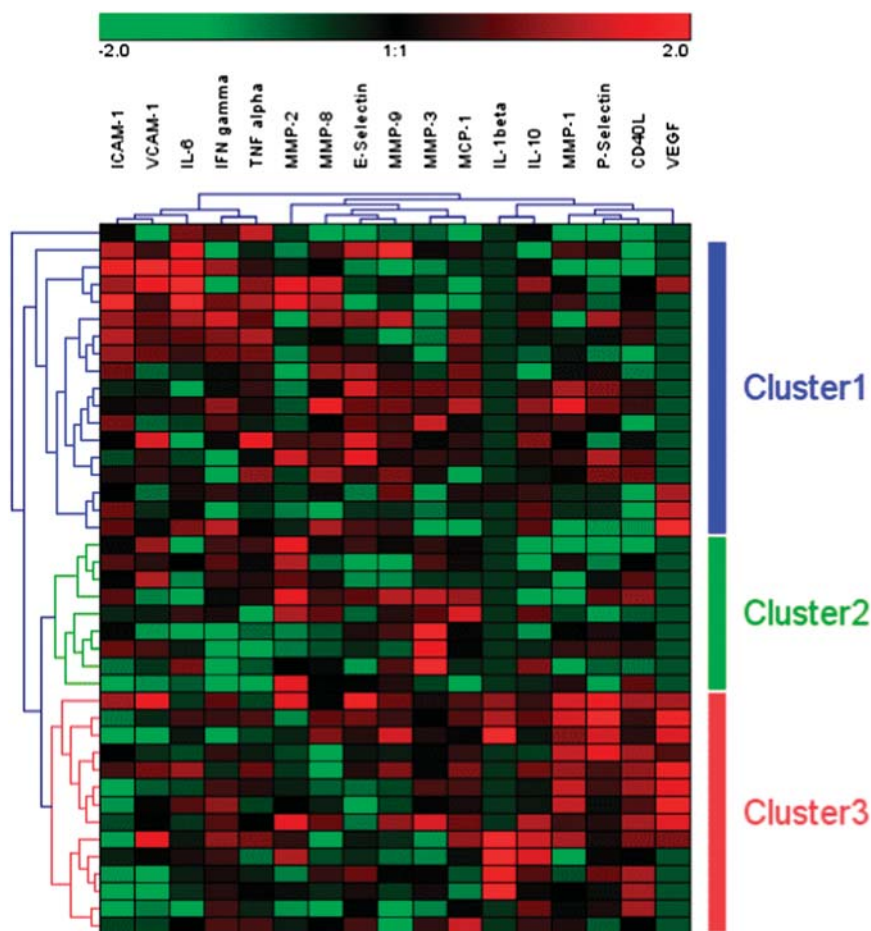 -2.0 1:1 2.0
ICAM-1
VCAM-1
IL-6
IFN gamma
TNF alpha
MMP-2
MMP-8
E-Selectin
MMP-9
MMP-3
MCP-1
IL-1beta
IL-10
MMP-1
P-Selectin
CD40L
VEGF
Cluster1
Cluster2
Cluster3